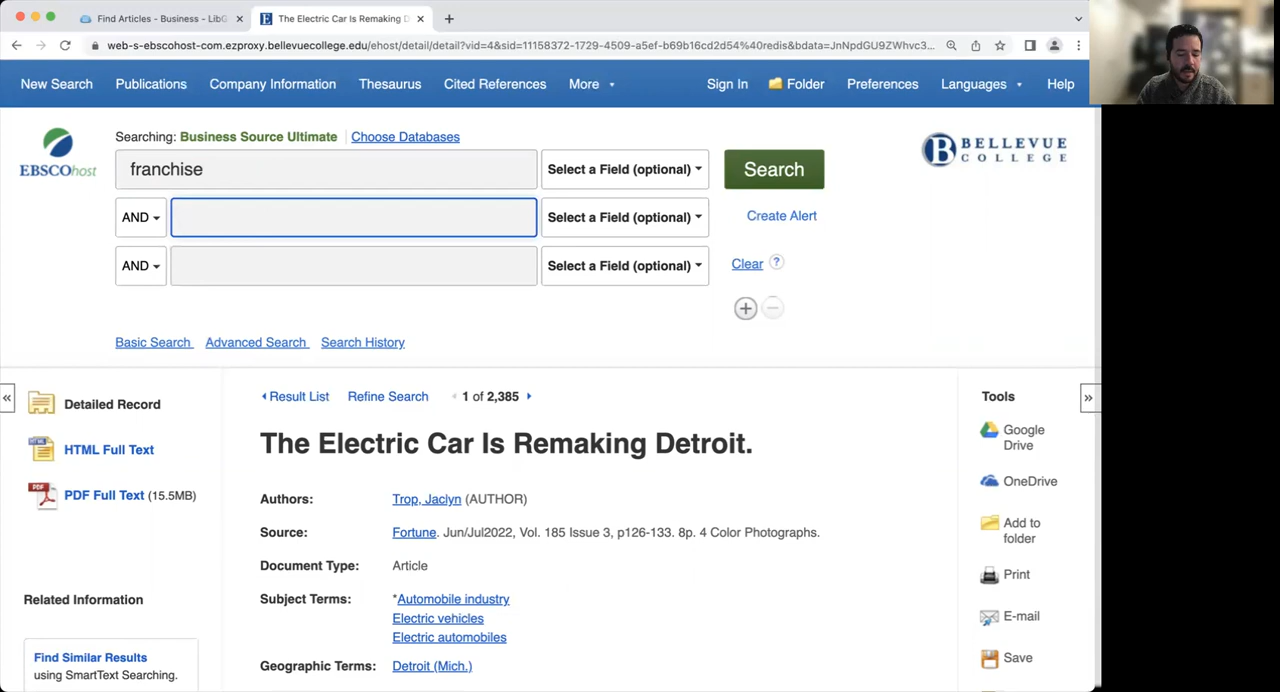 Find Articles - Business - LibG
The Electric Car Is Remaking D
web-s-ebscohost-com.ezproxy.bellevuecollege.edu/ehost/detail/detail?vid=4&sid=11158372-1729-4509-a5ef-b69b16cd2d54%40redis&bdata=JnNpdGU9ZWhvc3...
New Search Publications Company Information Thesaurus Cited References More Sign In Folder Preferences Languages Help
Searching: Business Source Ultimate Choose Databases
EBSCOhost
franchise Select a Field (optional) Search
BELLEVUE
COLLEGE
AND Select a Field (optional) Create Alert
AND Select a Field (optional) Clear ?
Basic Search Advanced Search Search History
Detailed Record
HTML Full Text
PDF Full Text (15.5MB)
Related Information
Find Similar Results
using SmartText Searching.
Result List Refine Search 1 of 2,385
The Electric Car Is Remaking Detroit.
Authors: Trop, Jaclyn (AUTHOR)
Source: Fortune. Jun/Jul2022, Vol. 185 Issue 3, p126-133. 8p. 4 Color Photographs.
Document Type: Article
Subject Terms: *Automobile industry
Electric vehicles
Electric automobiles
Geographic Terms: Detroit (Mich.)
Tools
Google
Drive
OneDrive
Add to
folder
Print
E-mail
Save